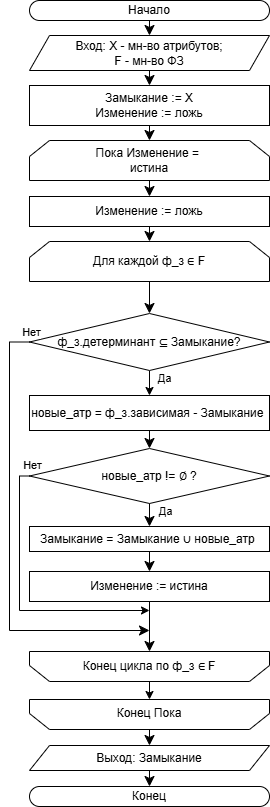 Начало
Вход: X - мн-во атрибутов;
F - мн-во ФЗ
Замыкание := X
Изменение := ложь
Пока Изменение =
истина
Изменение := ложь
Для каждой ф_з ∈ F
Нет
ф_з.детерминант ⊆ Замыкание?
Да
новые_атр = ф_з.зависимая - Замыкание
Нет
новые_атр != ∅ ?
Да
Замыкание = Замыкание ∪ новые_атр
Изменение := истина
Конец цикла по ф_з ∈ F
Конец Пока
Выход: Замыкание
Конец